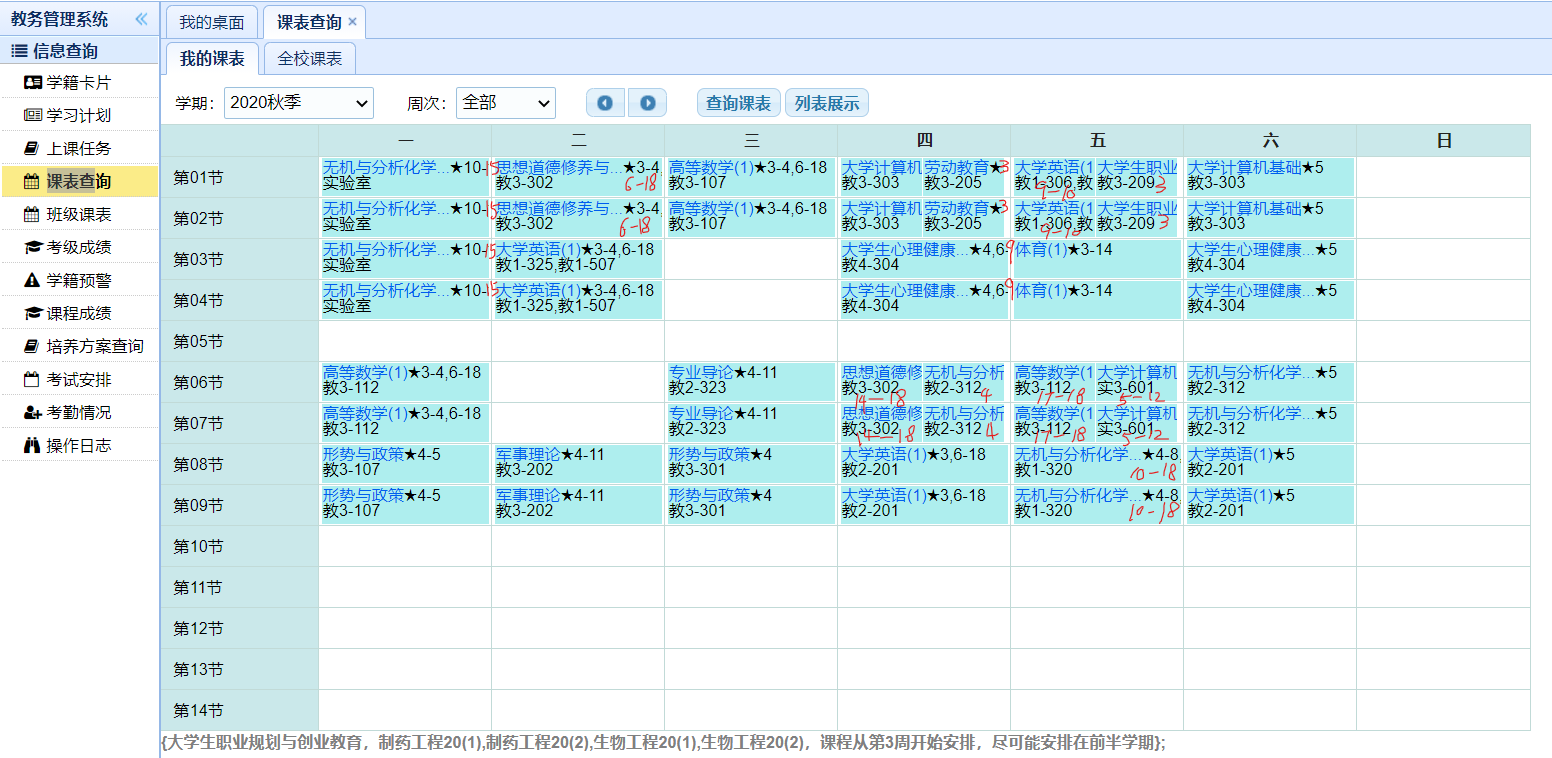 教务管理系统 «
信息查询
学籍卡片
学习计划
上课任务
课表查询
班级课表
考级成绩
学籍预警
课程成绩
培养方案查询
考试安排
考勤情况
操作日志
我的桌面 课表查询 ×
我的课表 全校课表
学期: 2020秋季 周次: 全部 查询课表 列表展示
一 二 三 四 五 六 日
第01节
无机与分析化学...★10-15
实验室
思想道德修养与...★3-4,
教3-302 6-18
高等数学(1)★3-4,6-18
教3-107
大学计算机
教3-303
劳动教育★3
教3-205
大学英语(1
教1-306,教 9-10
大学生职业
教3-209 3
大学计算机基础★5
教3-303
第02节
无机与分析化学...★10-15
实验室
思想道德修养与...★3-4,
教3-302 6-18
高等数学(1)★3-4,6-18
教3-107
大学计算机
教3-303
劳动教育★3
教3-205
大学英语(1
教1-306,教 9-10
大学生职业
教3-209 3
大学计算机基础★5
教3-303
第03节
无机与分析化学...★10-15
实验室
大学英语(1)★3-4,6-18
教1-325,教1-507
大学生心理健康...★4,6-9
教4-304
体育(1)★3-14
大学生心理健康...★5
教4-304
第04节
无机与分析化学...★10-15
实验室
大学英语(1)★3-4,6-18
教1-325,教1-507
大学生心理健康...★4,6-9
教4-304
体育(1)★3-14
大学生心理健康...★5
教4-304
第05节
第06节
高等数学(1)★3-4,6-18
教3-112
专业导论★4-11
教2-323
思想道德修
教3-302 14-18
无机与分析
教2-312 4
高等数学(1
教3-112 17-18
大学计算机
实3-601 5-12
无机与分析化学...★5
教2-312
第07节
高等数学(1)★3-4,6-18
教3-112
专业导论★4-11
教2-323
思想道德修
教3-302 14-18
无机与分析
教2-312 4
高等数学(1
教3-112 17-18
大学计算机
实3-601 5-12
无机与分析化学...★5
教2-312
第08节
形势与政策★4-5
教3-107
军事理论★4-11
教3-202
形势与政策★4
教3-301
大学英语(1)★3,6-18
教2-201
无机与分析化学...★4-8
教1-320 10-18
大学英语(1)★5
教2-201
第09节
形势与政策★4-5
教3-107
军事理论★4-11
教3-202
形势与政策★4
教3-301
大学英语(1)★3,6-18
教2-201
无机与分析化学...★4-8
教1-320 10-18
大学英语(1)★5
教2-201
第10节
第11节
第12节
第13节
第14节
{大学生职业规划与创业教育，制药工程20(1),制药工程20(2),生物工程20(1),生物工程20(2)，课程从第3周开始安排，尽可能安排在前半学期};